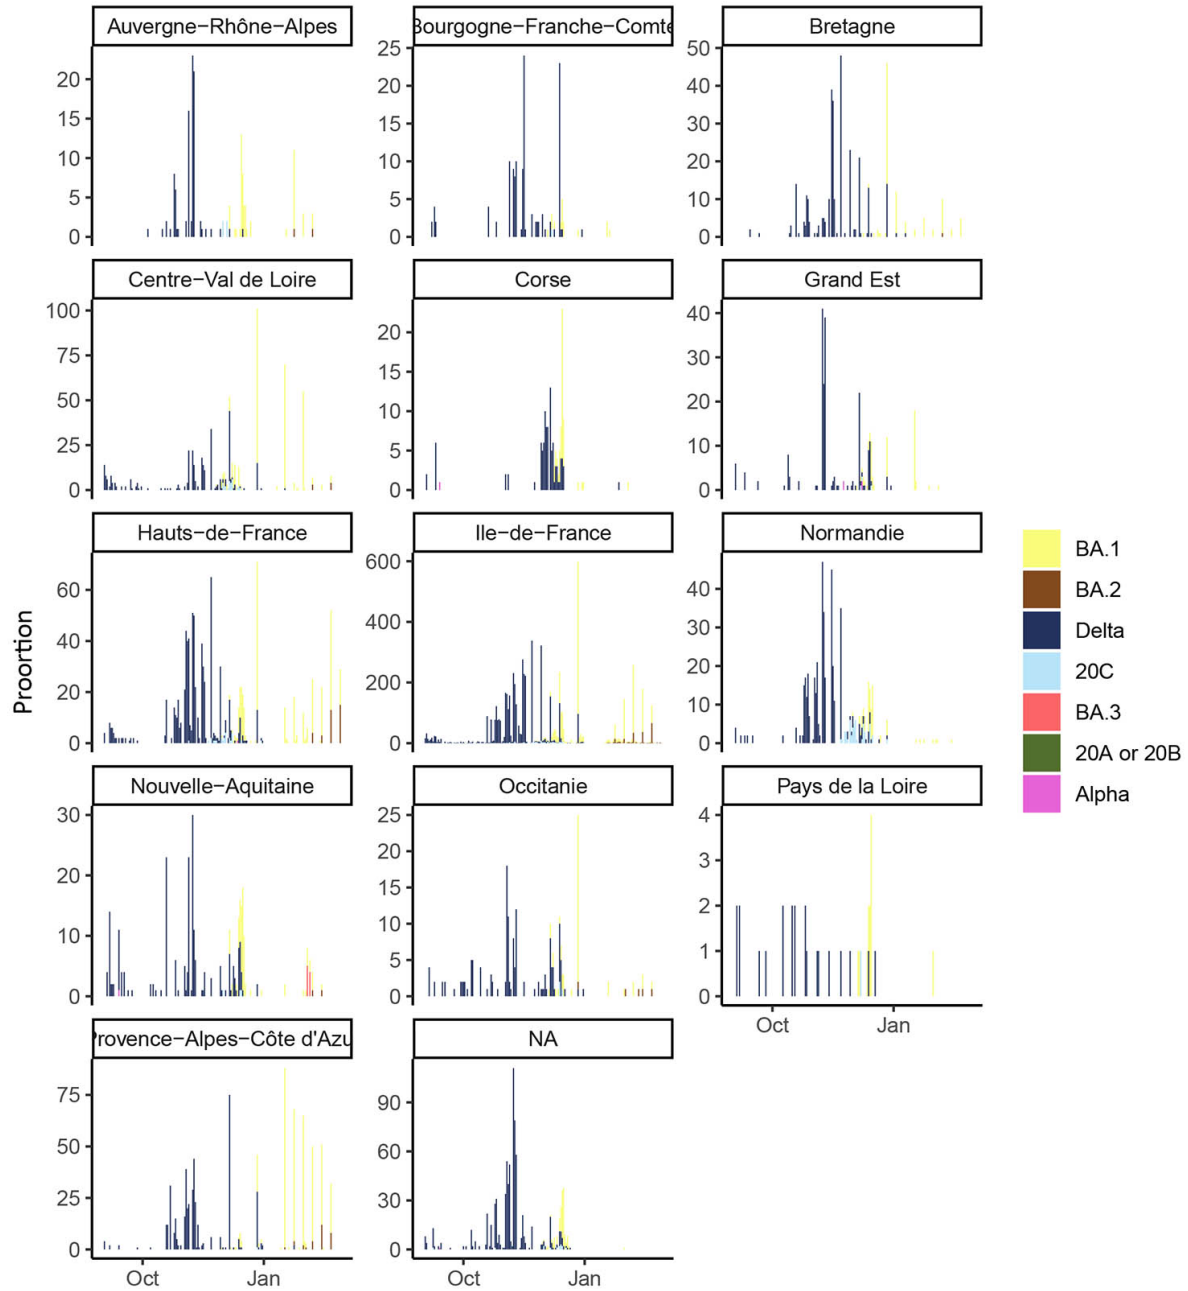 Auvergne−Rhône−Alpes
Bourgogne−Franche−Comté
Bretagne
20
15
10
5
0
25
20
15
10
5
0
50
40
30
20
10
0
Centre−Val de Loire
Corse
Grand Est
100
75
50
25
0
20
15
10
5
0
40
30
20
10
0
Hauts−de−France
Ile−de−France
Normandie
60
40
20
0
600
400
200
0
40
30
20
10
0
Nouvelle−Aquitaine
Occitanie
Pays de la Loire
30
20
10
0
25
20
15
10
5
0
4
3
2
1
0
Oct
Jan
Provence−Alpes−Côte d'Azu
NA
75
50
25
0
Oct
Jan
90
60
30
0
Oct
Jan
Proortion
BA.1
BA.2
Delta
20C
BA.3
20A or 20B
Alpha